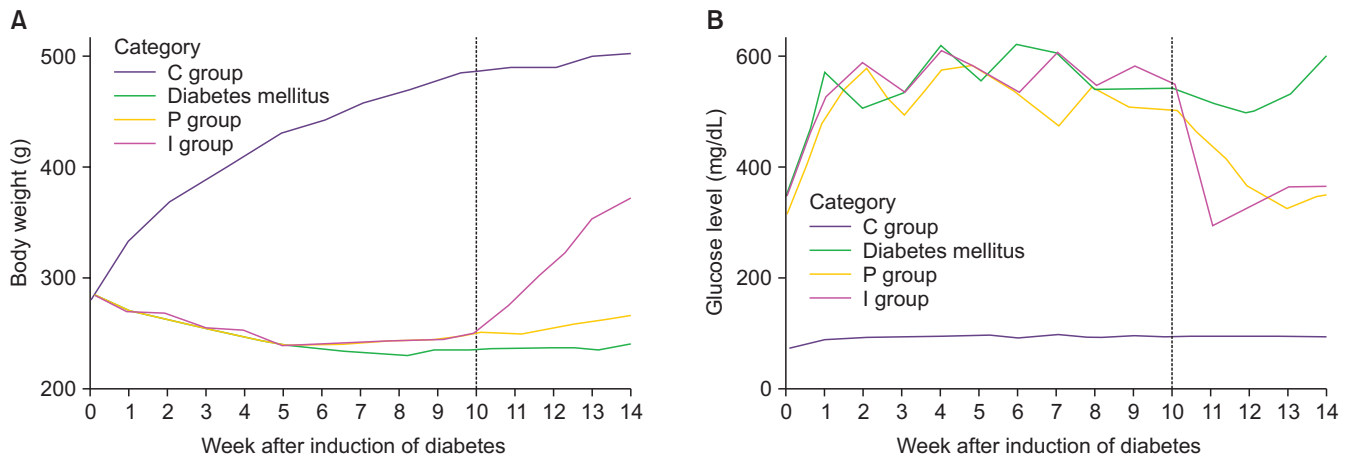 A
Category
C group
Diabetes mellitus
P group
I group
Body weight (g)
500
400
300
200
0 1 2 3 4 5 6 7 8 9 10 11 12 13 14
Week after induction of diabetes
B
Category
C group
Diabetes mellitus
P group
I group
Glucose level (mg/dL)
600
400
200
0
0 1 2 3 4 5 6 7 8 9 10 11 12 13 14
Week after induction of diabetes